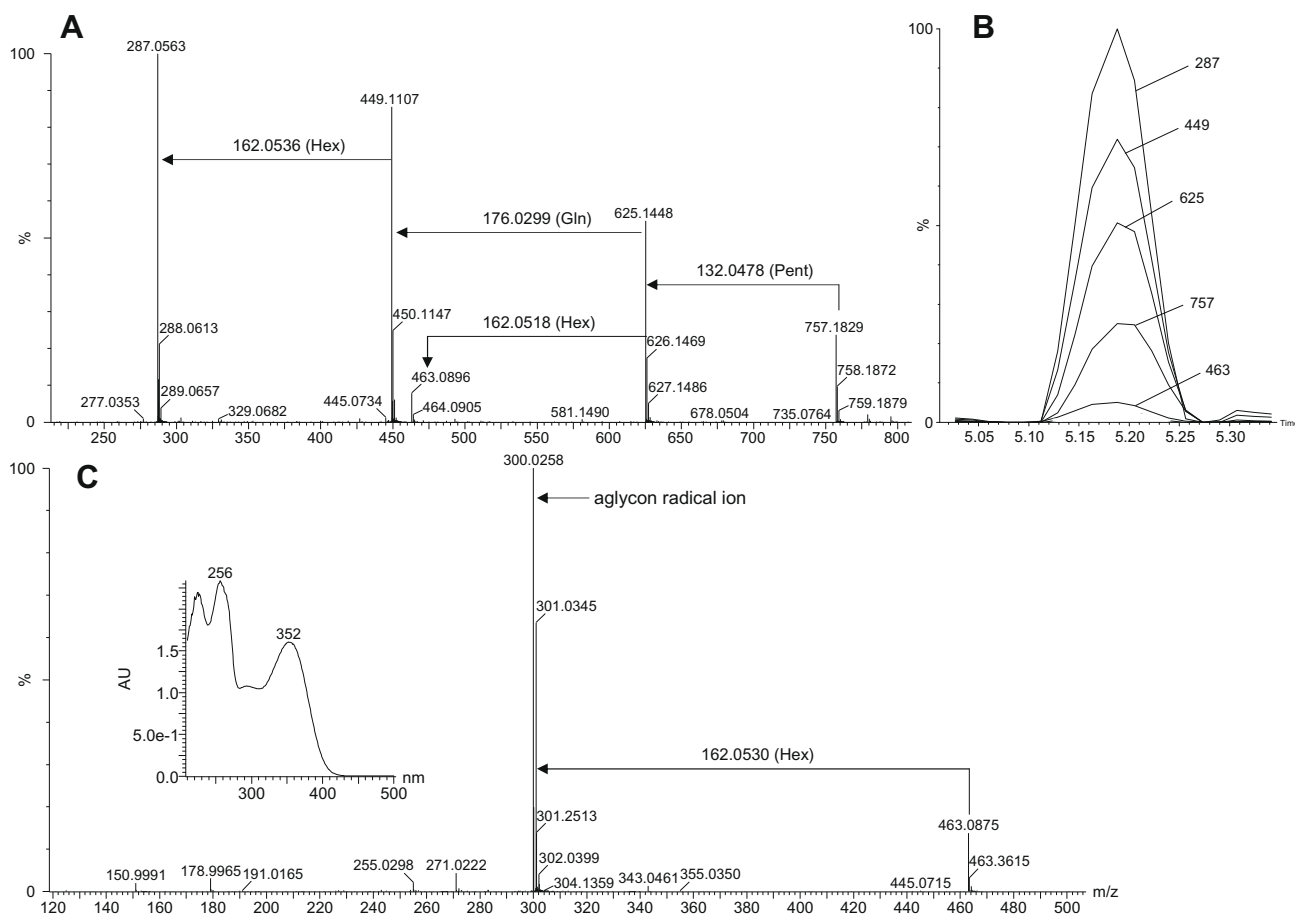 A
100
287.0563
449.1107
162.0536 (Hex)
176.0299 (Gln)
625.1448
132.0478 (Pent)
%
288.0613
450.1147
162.0518 (Hex)
757.1829
626.1469
758.1872
463.0896
289.0657
627.1486
277.0353
329.0682
445.0734
464.0905
581.1490
678.0504
735.0764
759.1879
0
250 300 350 400 450 500 550 600 650 700 750 800
B
100
287
449
625
%
757
463
0
5.05 5.10 5.15 5.20 5.25 5.30
Time
C
100
300.0258
aglycon radical ion
256
301.0345
352
1.5
AU
1.0
%
5.0e-1
162.0530 (Hex)
0.0
nm
300 400 500
301.2513
463.0875
150.9991
178.9965
191.0165
255.0298
271.0222
302.0399
304.1359
343.0461
355.0350
445.0715
463.3615
0
m/z
120 140 160 180 200 220 240 260 280 300 320 340 360 380 400 420 440 460 480 500